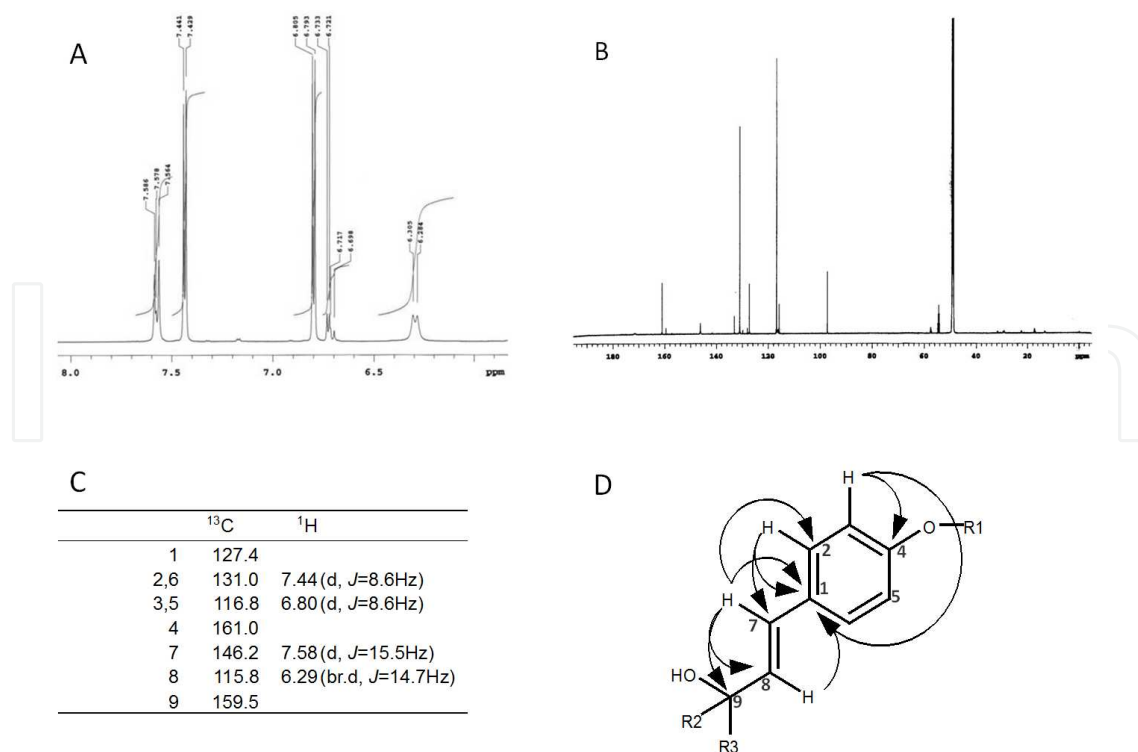 A
7.441
7.429
6.805
6.793
6.733
6.721
7.586
7.578
7.564
6.717
6.698
6.305
6.284
8.0 7.5 7.0 6.5 ppm
B
180 160 140 120 100 80 60 40 20 ppm
C
13C 1H
1 127.4
2,6 131.0 7.44 (d, J=8.6Hz)
3,5 116.8 6.80 (d, J=8.6Hz)
4 161.0
7 146.2 7.58 (d, J=15.5Hz)
8 115.8 6.29 (br.d, J=14.7Hz)
9 159.5
D
H
H
2
4
O
R1
1
5
H
7
HO
8
9
H
R2
R3